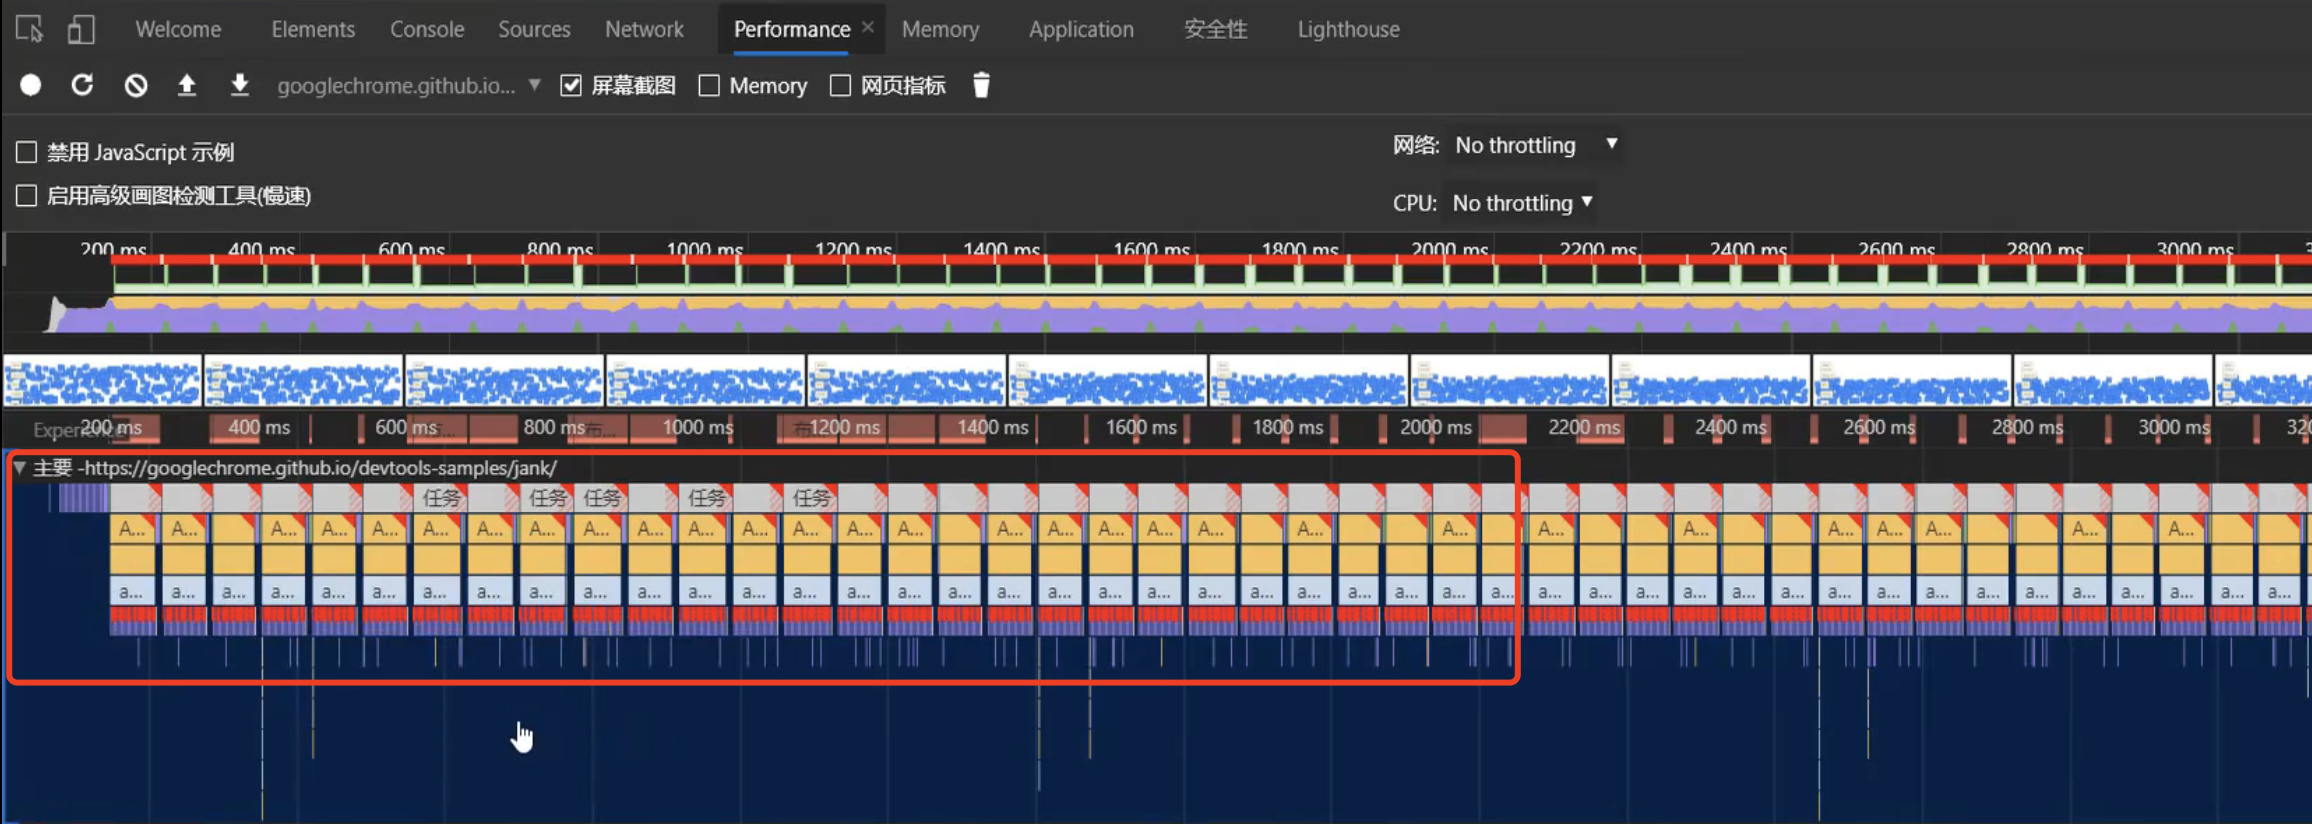 Welcome Elements Console Sources Network Performance × Memory Application 安全性 Lighthouse
googlechrome.github.io... 屏幕截图 Memory 网页指标
禁用 JavaScript 示例
网络: No throttling
启用高级画图检测工具(慢速)
CPU: No throttling
200 ms 400 ms 600 ms 800 ms 1000 ms 1200 ms 1400 ms 1600 ms 1800 ms 2000 ms 2200 ms 2400 ms 2600 ms 2800 ms 3000 ms
200 ms 400 ms 600 ms 800 ms 1000 ms 1200 ms 1400 ms 1600 ms 1800 ms 2000 ms 2200 ms 2400 ms 2600 ms 2800 ms 3000 ms
主要 -https://googlechrome.github.io/devtools-samples/jank/
任务 任务 任务 任务 任务
A... A... A... A... A... A... A... A... A... A... A... A... A... A... A... A... A... A... A... A... A... A... A... A... A... A... A... A... A...
a... a... a... a... a... a... a... a... a... a... a... a... a... a... a... a... a... a... a... a... a... a... a... a... a... a... a... a... a... a... a... a... a... a... a... a... a... a... a... a... a... a... a...